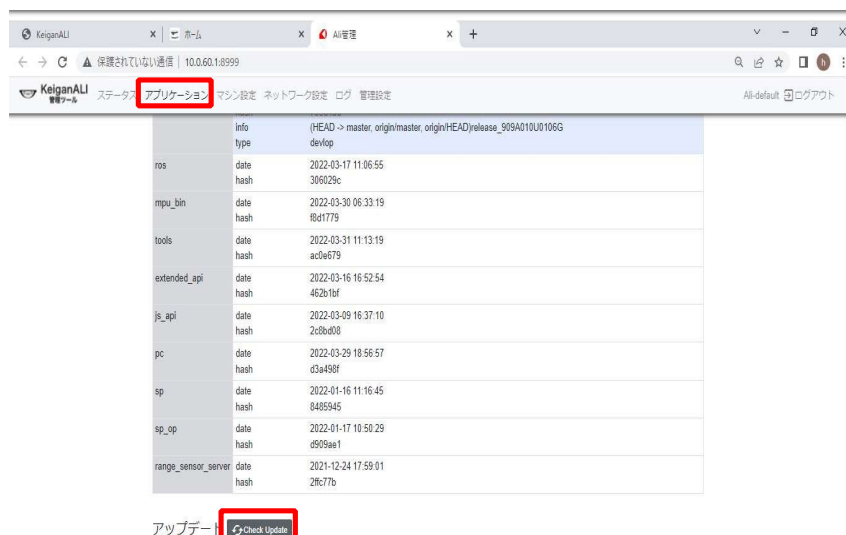 KeiganALI
ホーム
Ali管理
保護されていない通信 | 10.0.60.1:8999
KeiganALI
管理ツール
ステータス アプリケーション マシン設定 ネットワーク設定 ログ 管理設定
Ali-default ログアウト
info (HEAD -> master, origin/master, origin/HEAD)release_909A010U0106G
type devlop
ros date 2022-03-17 11:06:55
hash 306029c
mpu_bin date 2022-03-30 06:33:19
hash f8d1779
tools date 2022-03-31 11:13:19
hash ac0e679
extended_api date 2022-03-16 16:52:54
hash 462b1bf
js_api date 2022-03-09 16:37:10
hash 2c8bd08
pc date 2022-03-29 18:56:57
hash d3a498f
sp date 2022-01-16 11:16:45
hash 8485945
sp_op date 2022-01-17 10:50:29
hash d909ae1
range_sensor_server date 2021-12-24 17:59:01
hash 2ffc77b
アップデート Check Update